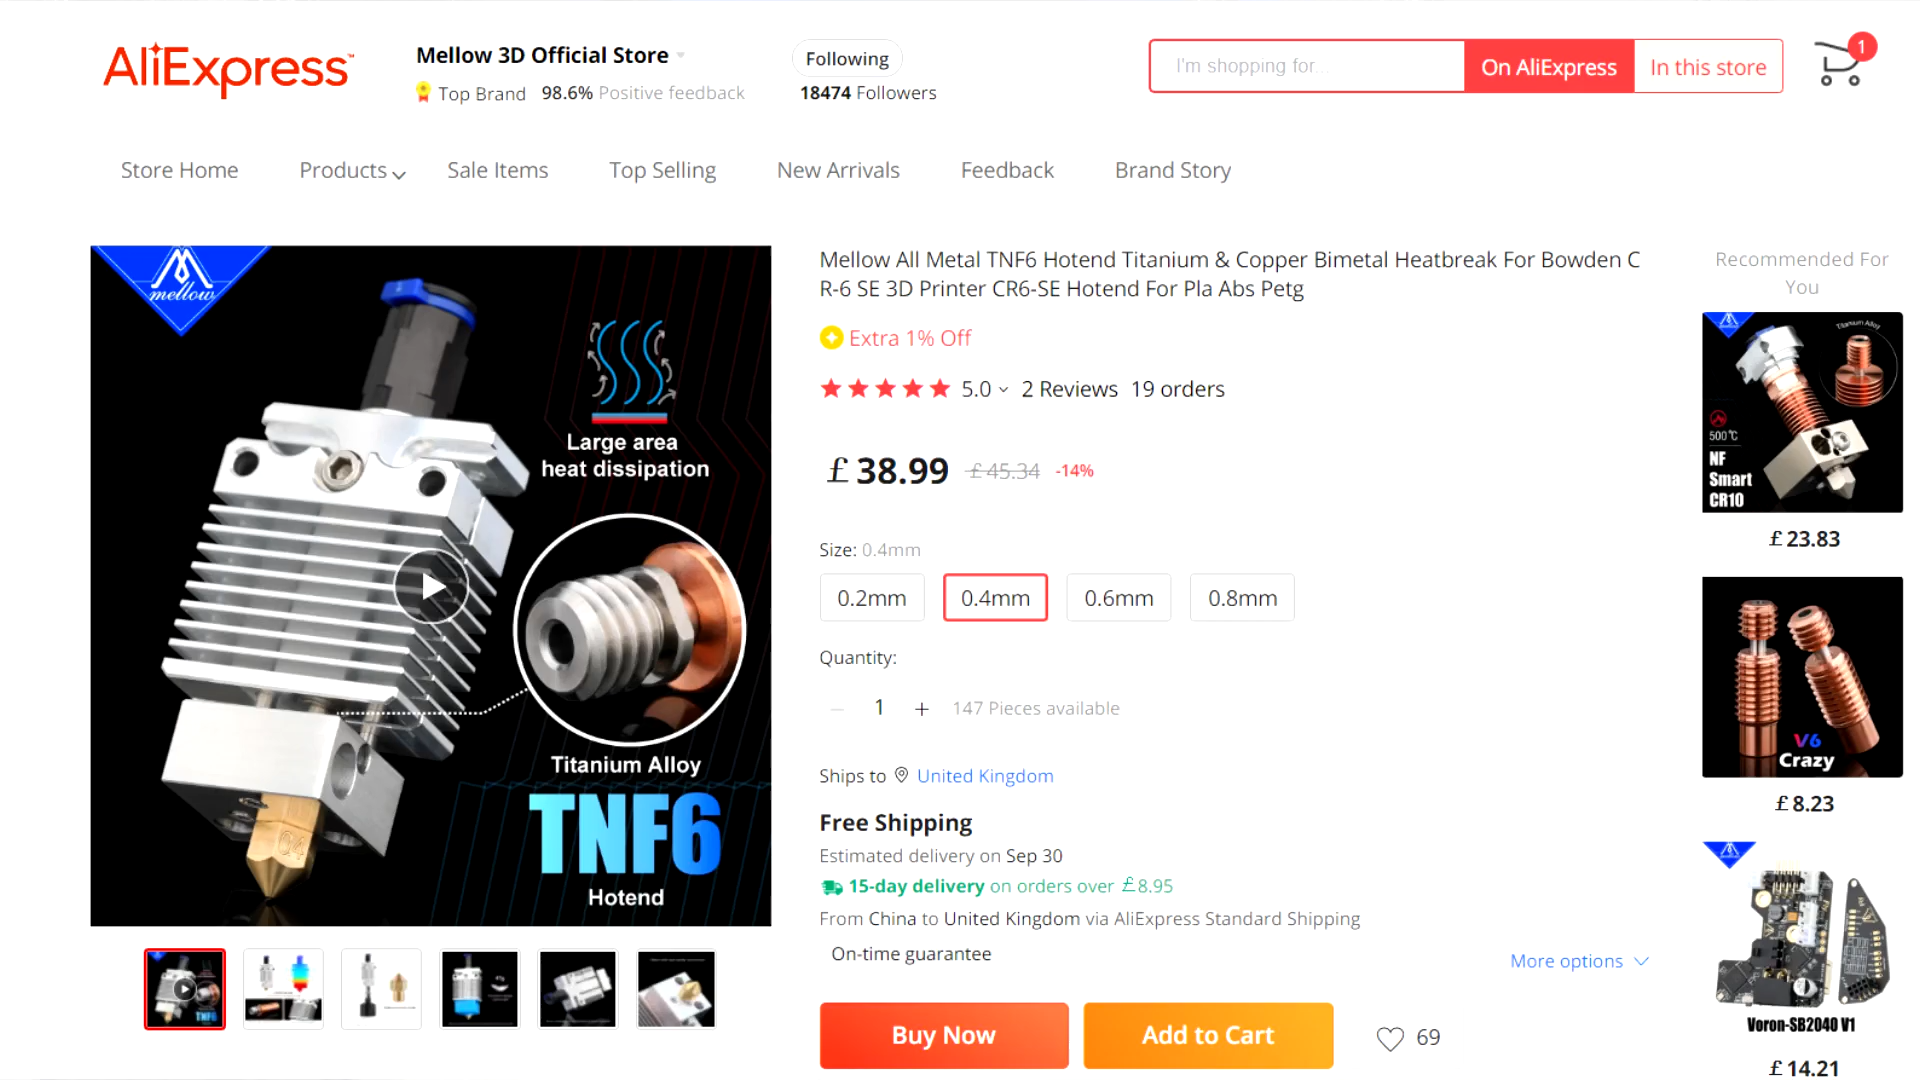 AliExpress™
Mellow 3D Official Store
Top Brand 98.6% Positive feedback
Following
18474 Followers
I'm shopping for...
On AliExpress
In this store
1
Store Home
Products
Sale Items
Top Selling
New Arrivals
Feedback
Brand Story
mellow
Large area
heat dissipation
Titanium Alloy
TNF6
Hotend
04
TNF6
Mellow All Metal TNF6 Hotend Titanium & Copper Bimetal Heatbreak For Bowden C
R-6 SE 3D Printer CR6-SE Hotend For Pla Abs Petg
Extra 1% Off
5.0 2 Reviews 19 orders
£38.99 £45.34 -14%
Size: 0.4mm
0.2mm
0.4mm
0.6mm
0.8mm
Quantity:
− 1 + 147 Pieces available
Ships to United Kingdom
Free Shipping
Estimated delivery on Sep 30
15-day delivery on orders over £8.95
From China to United Kingdom via AliExpress Standard Shipping
On-time guarantee
More options
Buy Now
Add to Cart
69
Recommended For
You
Titanium Alloy
500℃
NF
Smart
CR10
£23.83
V6
Crazy
£8.23
Voron-SB2040 V1
£14.21